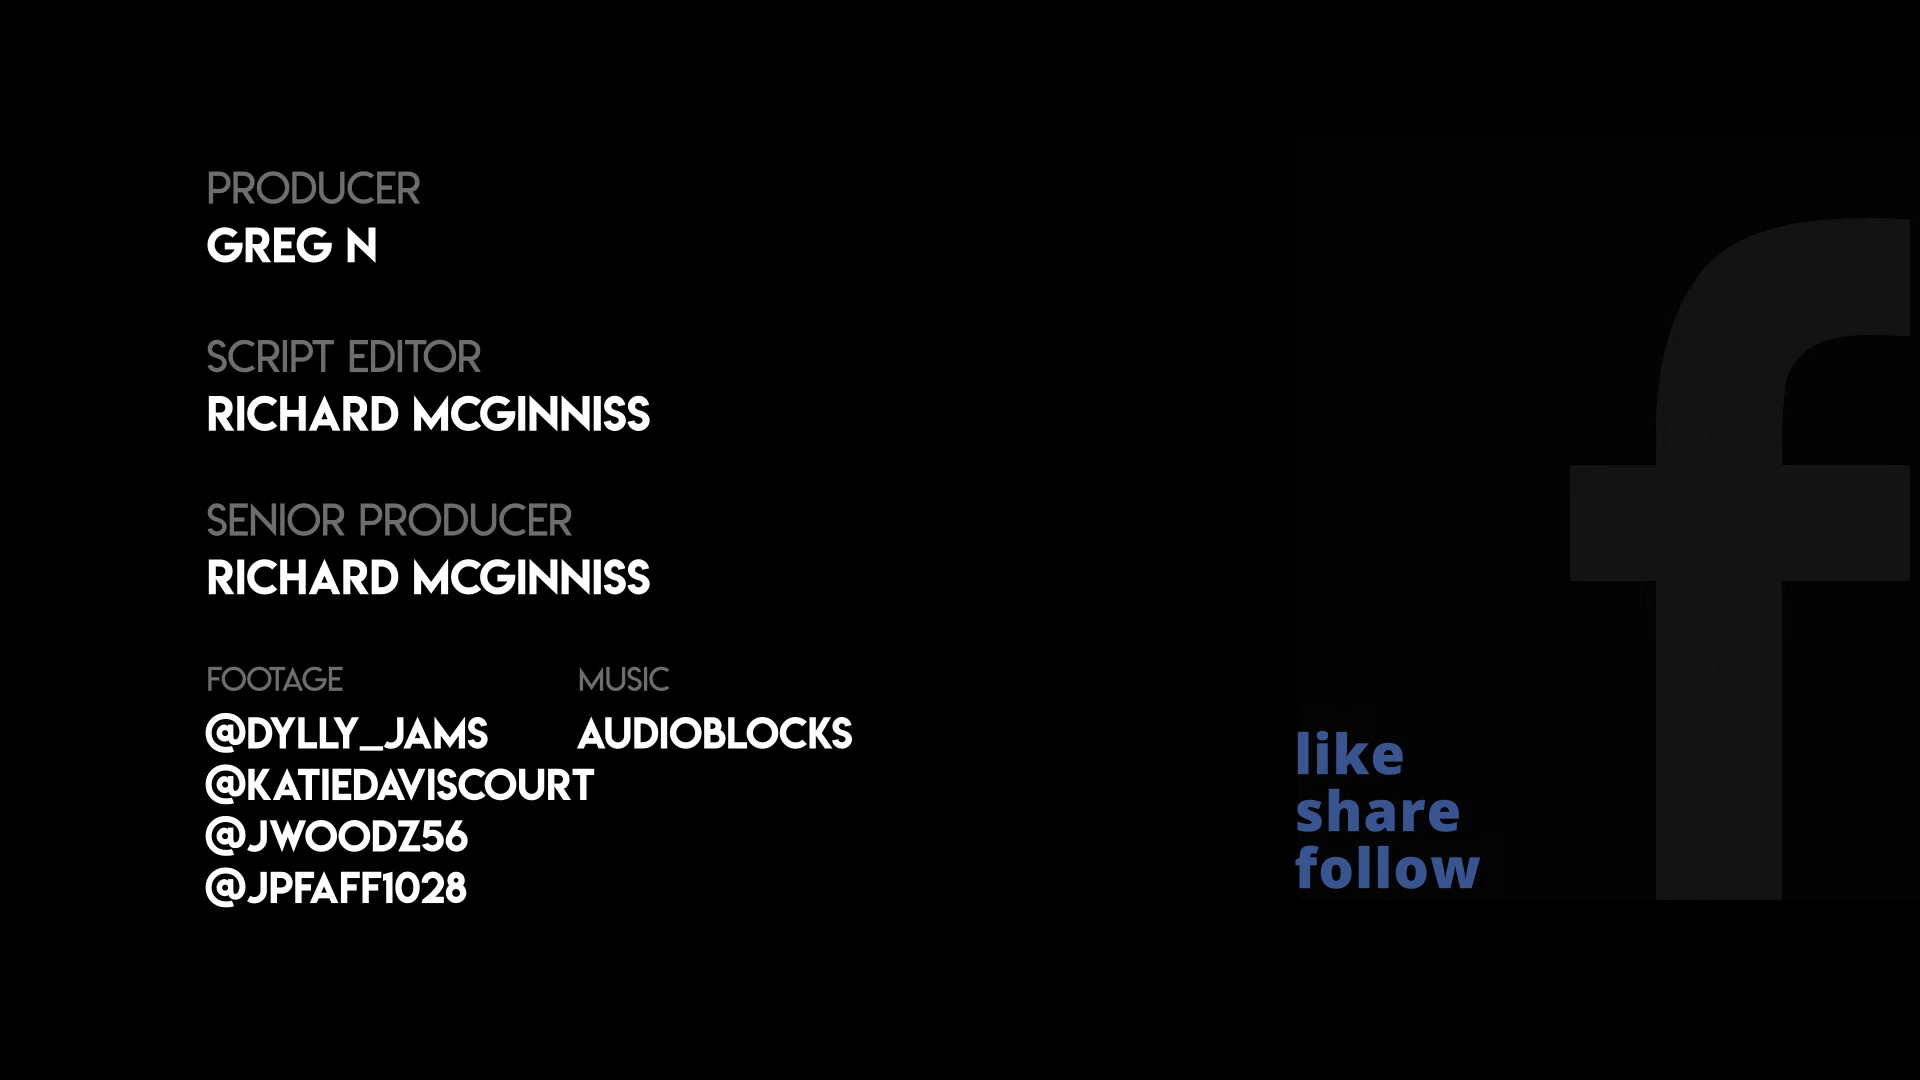 PRODUCER
GREG N
SCRIPT EDITOR
RICHARD MCGINNISS
SENIOR PRODUCER
RICHARD MCGINNISS
FOOTAGE
@DYLLY_JAMS
@KATIEDAVISCOURT
@JWOODZ56
@JPFAFF1028
MUSIC
AUDIOBLOCKS
f
like
share
follow